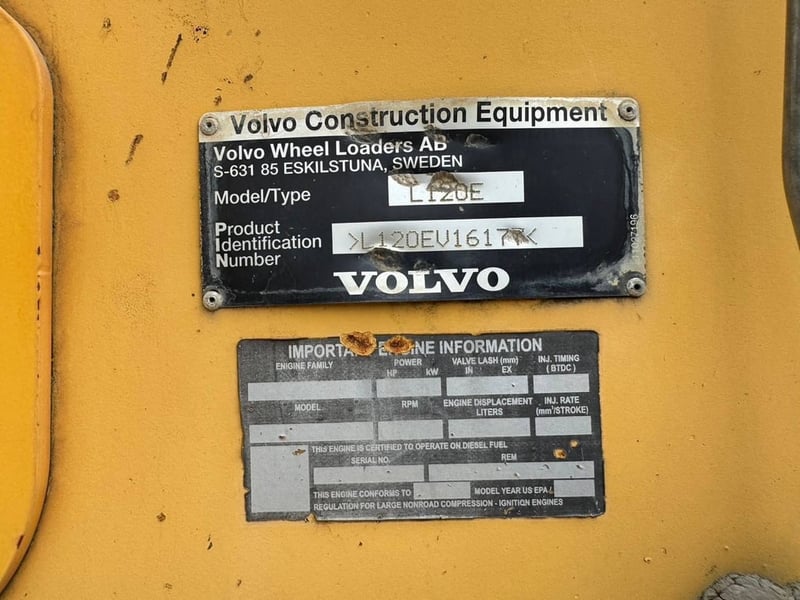 Volvo Construction Equipment
Volvo Wheel Loaders AB
S-631 85 ESKILSTUNA, SWEDEN
Model/Type L120E
Product
Identification
Number
VOLVO
IMPORTANT ENGINE INFORMATION
ENIGINE FAMILY POWER VALVE LASH (mm) INJ. TIMING
HP kW IN EX (BTDC)
MODEL RPM ENGINE DISPLACEMENT INJ. RATE
LITERS (mm³/STROKE)
THIS ENGINE IS CERTIFIED TO OPERATE ON DIESEL FUEL
SERIAL NO. REM
THIS ENGINE CONFORMS TO MODEL YEAR US EPA/
REGULATION FOR LARGE NONROAD COMPRESSION - IGNITION ENGINES